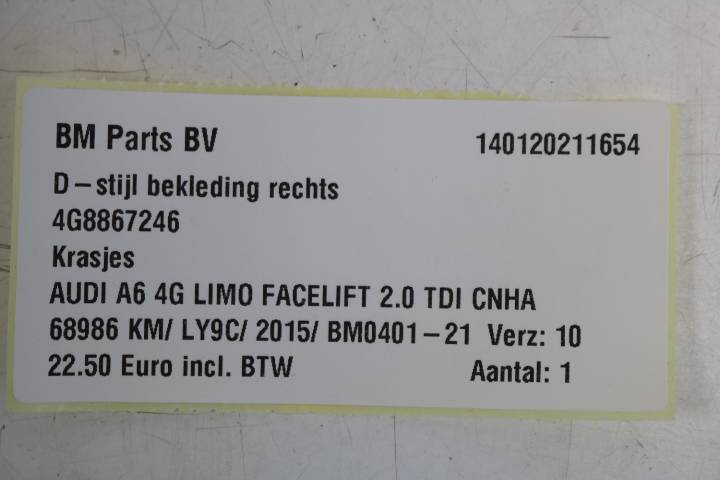 BM Parts BV 140120211654
D-stijl bekleding rechts
4G8867246
Krasjes
AUDI A6 4G LIMO FACELIFT 2.0 TDI CNHA
68986 KM/ LY9C/ 2015/ BM0401-21 Verz: 10
22.50 Euro incl. BTW Aantal: 1